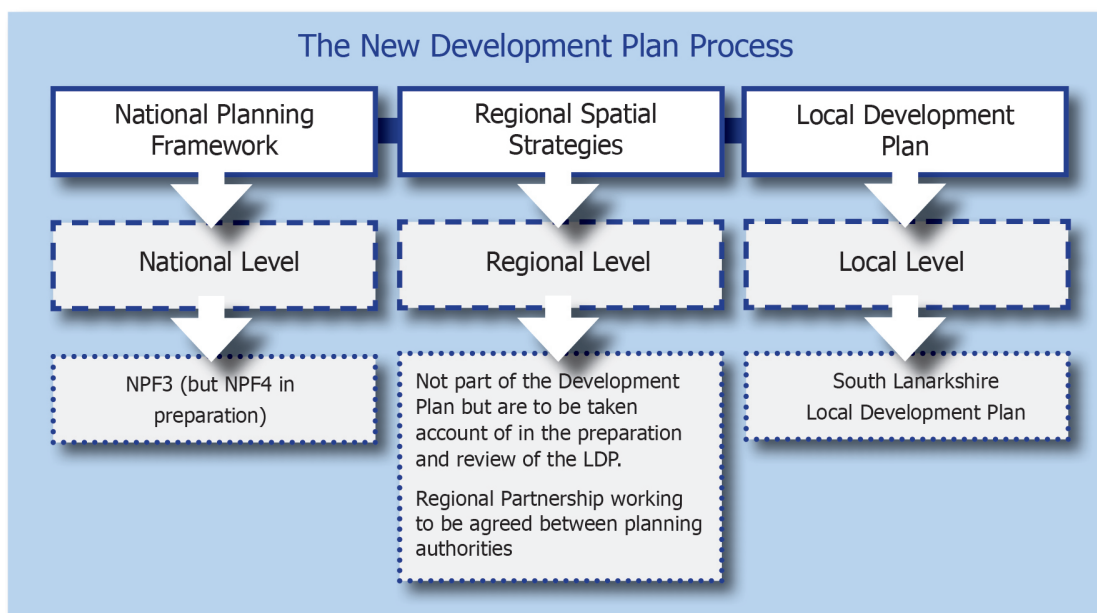 The New Development Plan Process
National Planning
Framework
Regional Spatial
Strategies
Local Development
Plan
National Level
Regional Level
Local Level
NPF3 (but NPF4 in
preparation)
Not part of the Development
Plan but are to be taken
account of in the preparation
and review of the LDP.
Regional Partnership working
to be agreed between planning
authorities
South Lanarkshire
Local Development Plan